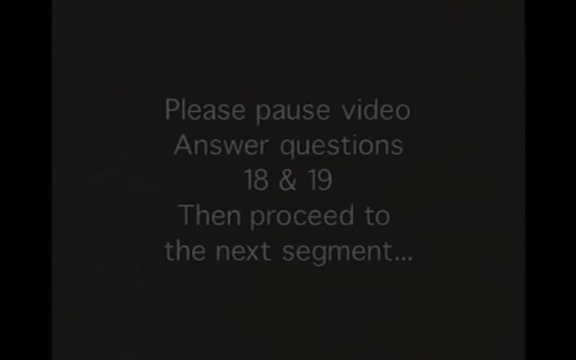 Please pause video
Answer questions
18 & 19
Then proceed to
the next segment...